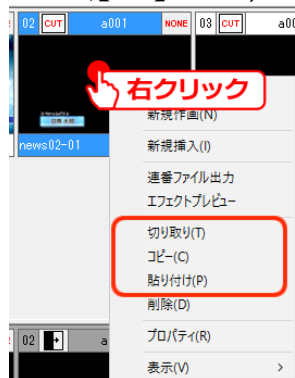 02 CUT a001 NONE 03 CUT a00
右クリック
新規作画(N)
news02-01
新規挿入(I)
連番ファイル出力
エフェクトプレビュー
切り取り(T)
コピー(C)
貼り付け(P)
削除(D)
02 a
プロパティ(R)
表示(V)